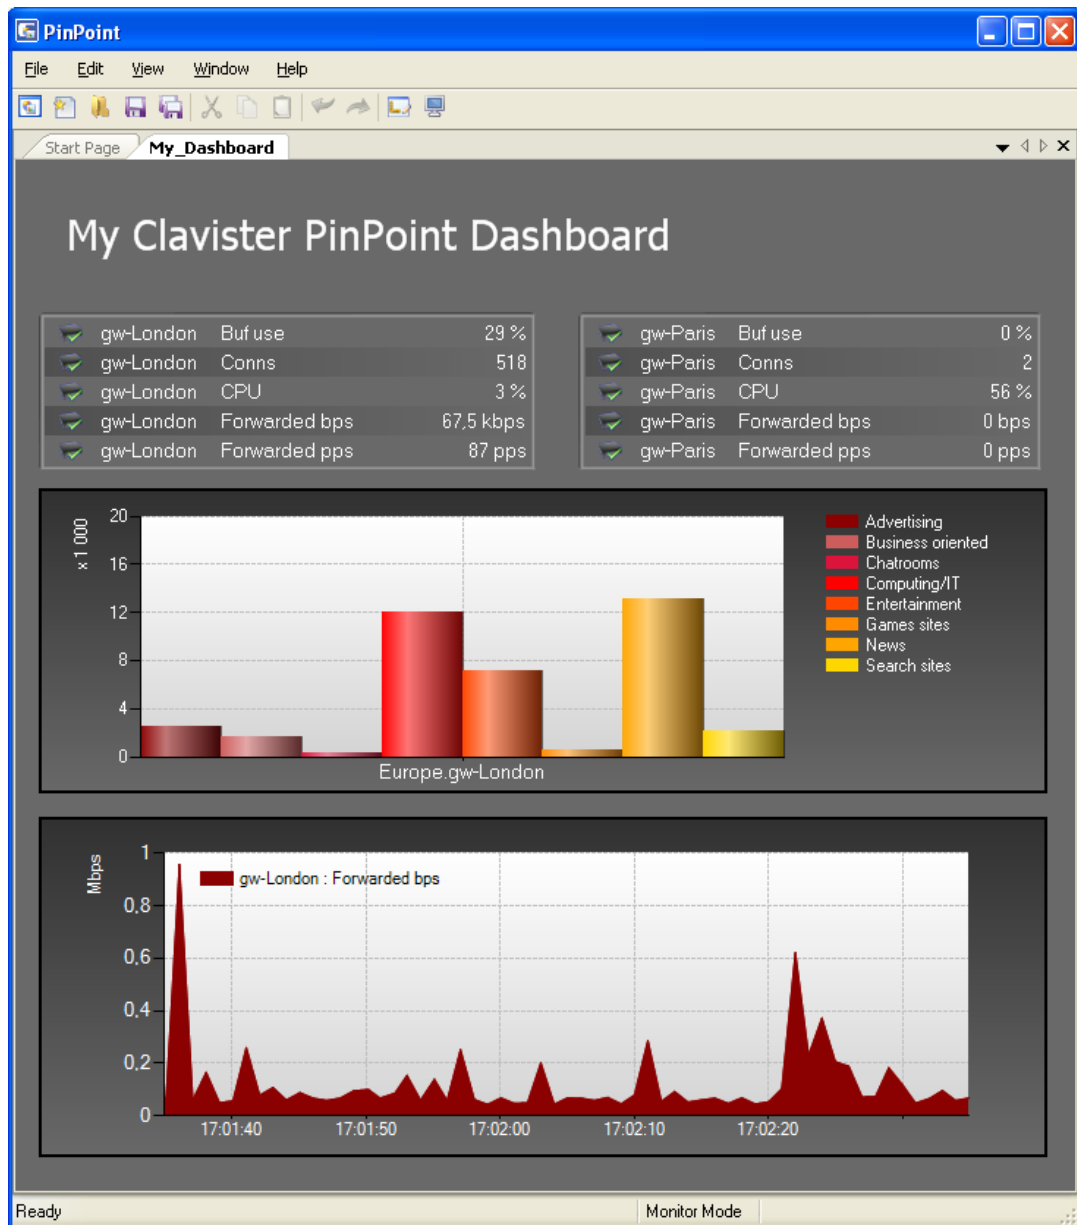 PinPoint
File Edit View Window Help
Start Page My_Dashboard
My Clavister PinPoint Dashboard
gw-London Buf use 29 %
gw-London Conns 518
gw-London CPU 3 %
gw-London Forwarded bps 67,5 kbps
gw-London Forwarded pps 87 pps
gw-Paris Buf use 0 %
gw-Paris Conns 2
gw-Paris CPU 56 %
gw-Paris Forwarded bps 0 bps
gw-Paris Forwarded pps 0 pps
x 1 000
20
16
12
8
4
0
Europe.gw-London
Advertising
Business oriented
Chatrooms
Computing/IT
Entertainment
Games sites
News
Search sites
Mbps
1
0,8
0,6
0,4
0,2
0
gw-London : Forwarded bps
17:01:40 17:01:50 17:02:00 17:02:10 17:02:20
Ready Monitor Mode